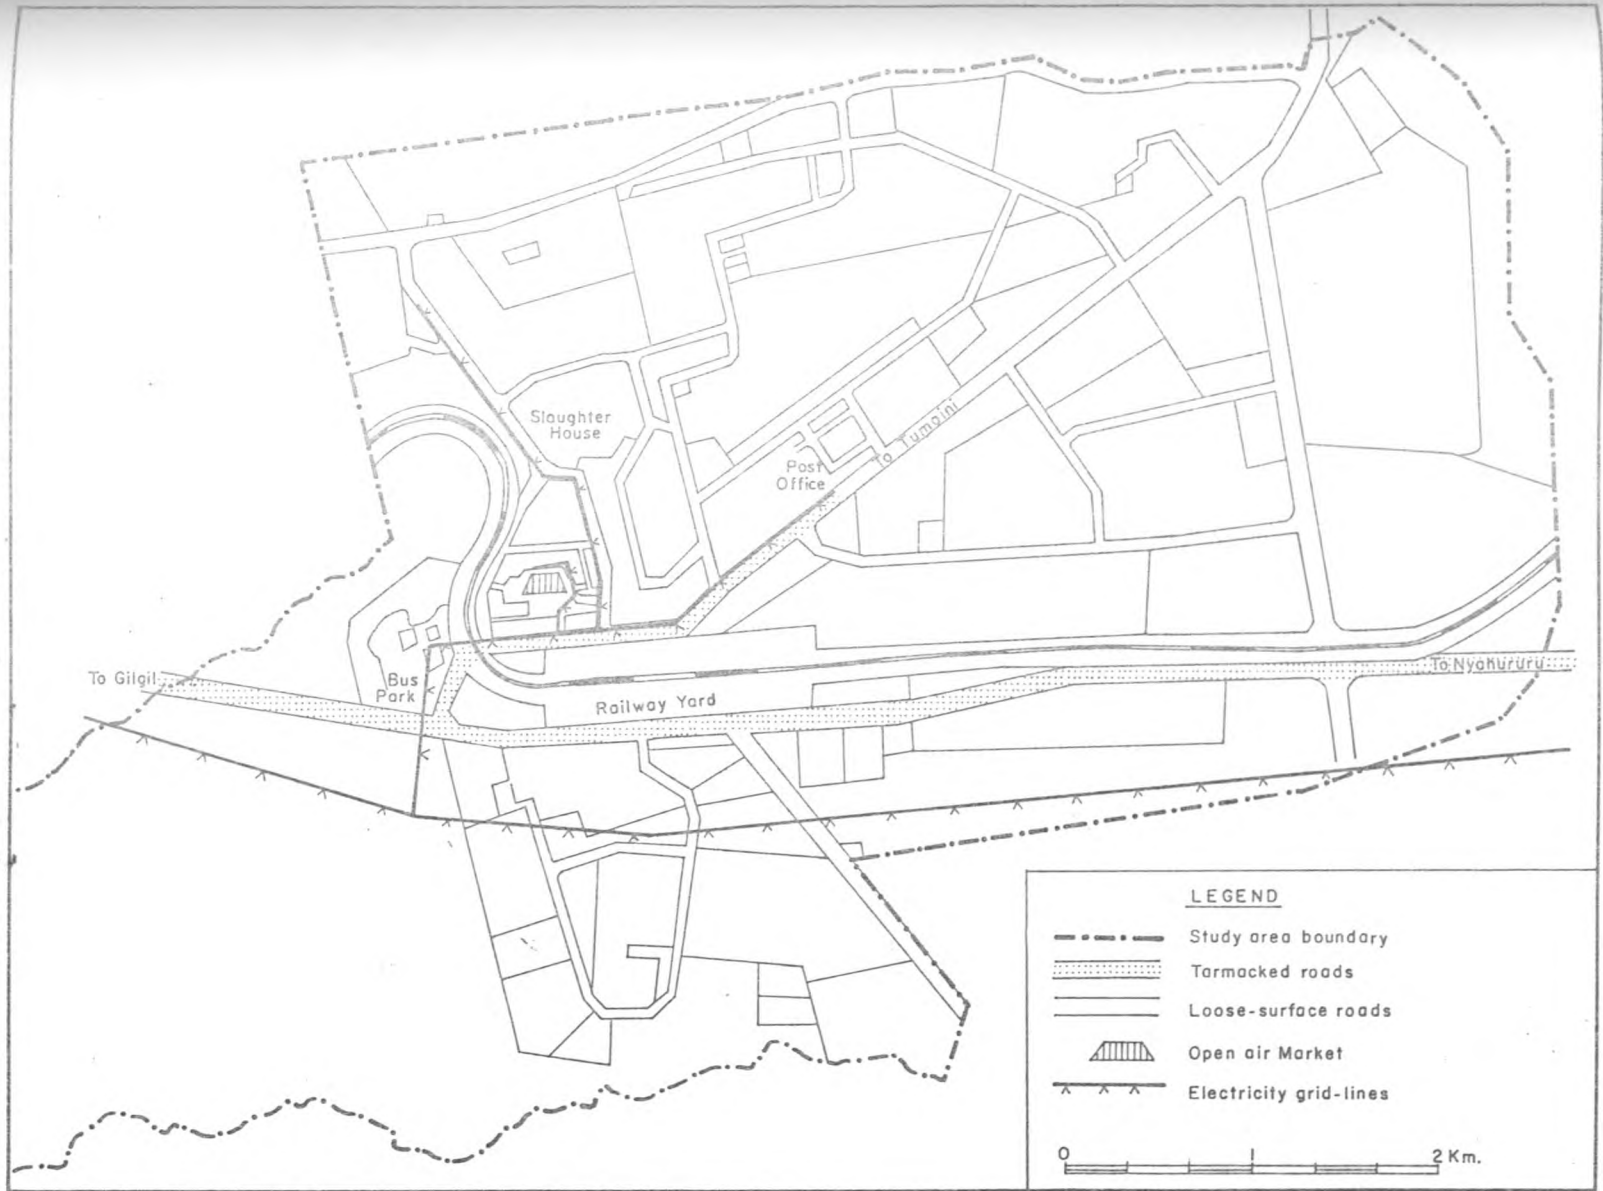 Slaughter
House
To Tumaini
Post
Office
To Gilgil
Bus
Park
Railway Yard
To Nyahururu
LEGEND
Study area boundary
Tarmacked roads
Loose-surface roads
Open air Market
Electricity grid-lines
0 1 2 Km.